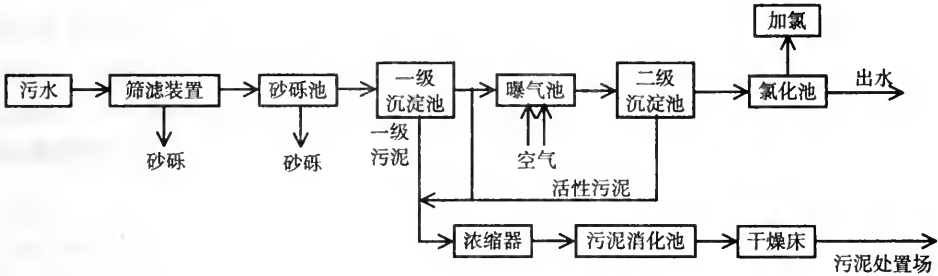 加氯
污水
筛滤装置
砂砾池
一级
沉淀池
曝气池
二级
沉淀池
氯化池
出水
砂砾
砂砾
一级
污泥
空气
活性污泥
浓缩器
污泥消化池
干燥床
污泥处置场